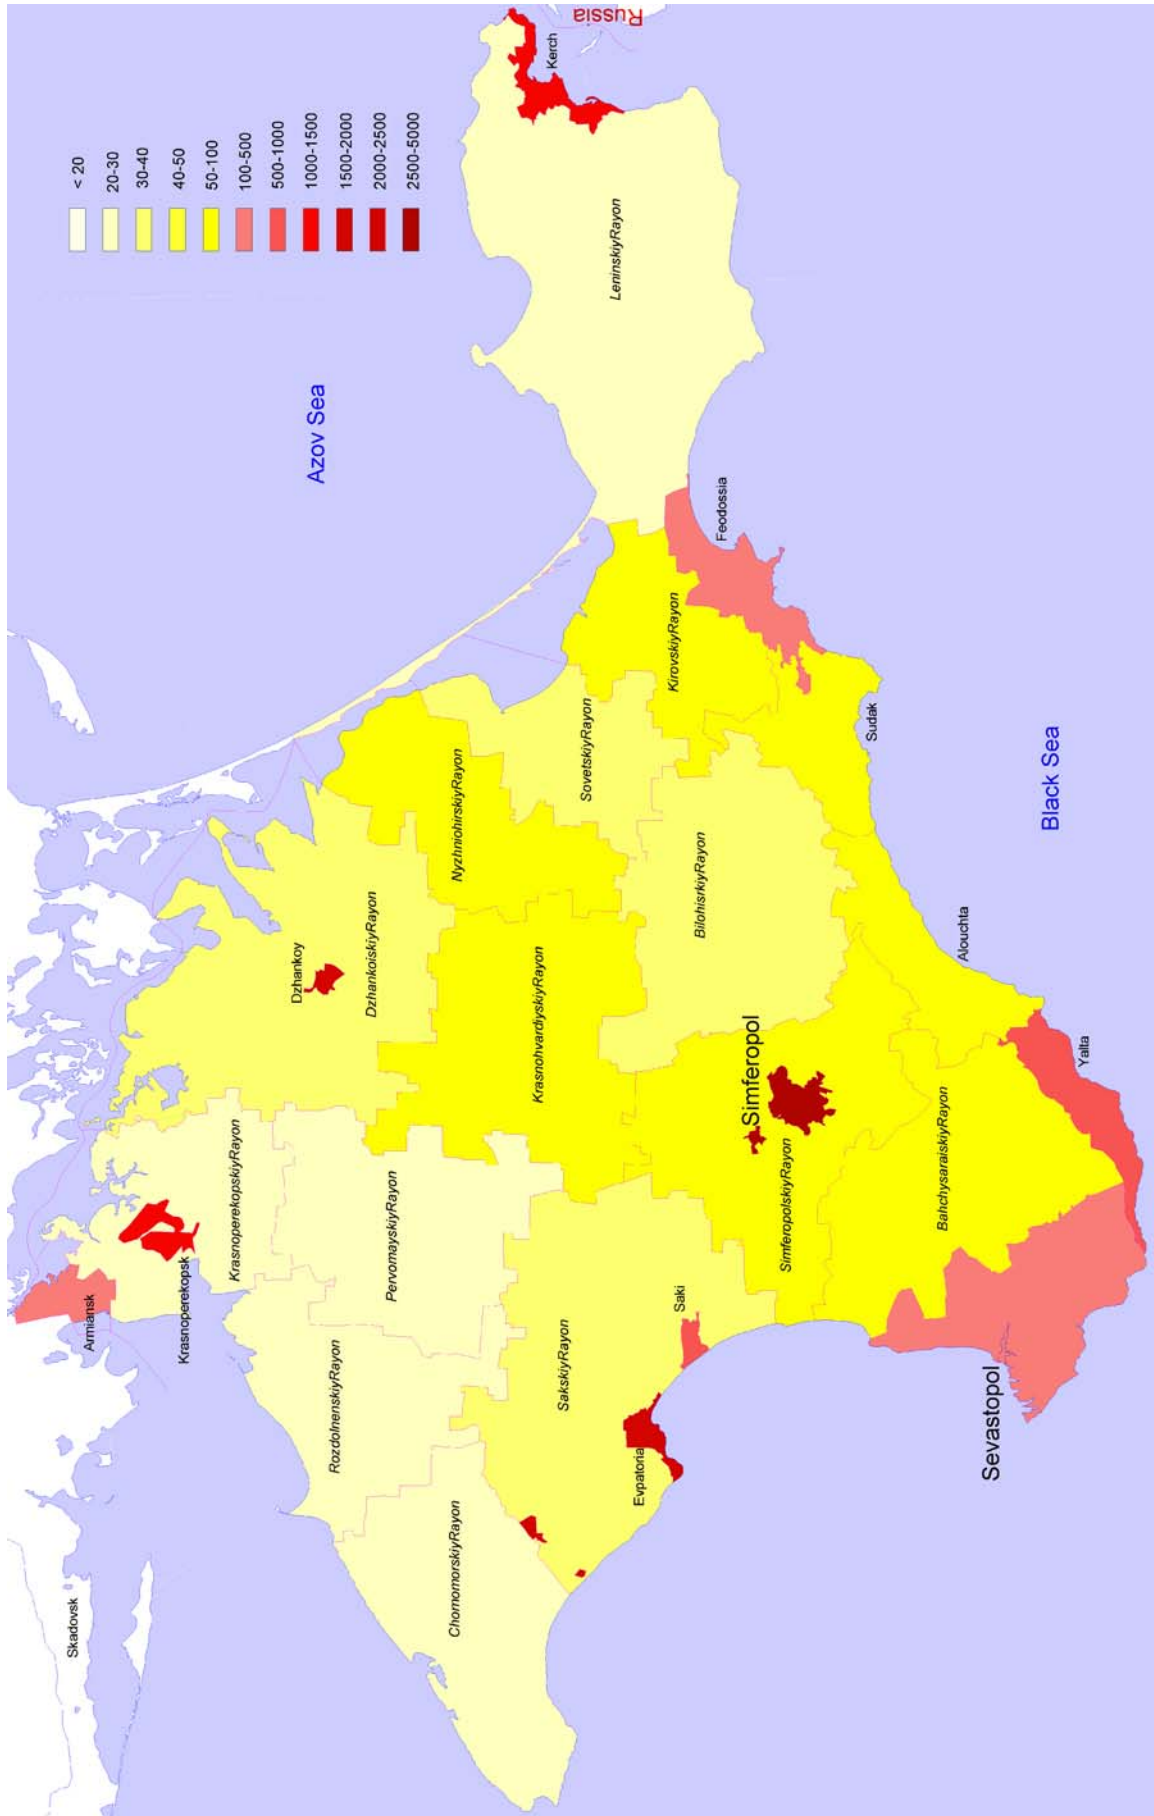 Russia
Kerch
< 20
20-30
30-40
40-50
50-100
100-500
500-1000
1000-1500
1500-2000
2000-2500
2500-5000
LeninskiyRayon
Azov Sea
Feodossia
KirovskiyRayon
SovetskiyRayon
NyzhniohirskiyRayon
Sudak
Black Sea
BilohisrkiyRayon
Dzhankoy
DzhankoiskiyRayon
KrasnohvardiyskiyRayon
Alouchta
Simferopol
Yalta
SimferopolskiyRayon
BahchysaraiskiyRayon
KrasnoperekopskiyRayon
PervomayskiyRayon
Armiansk
Krasnoperekopsk
Saki
SakskiyRayon
RozdolnenskiyRayon
Evpatoria
Sevastopol
ChornomorskiyRayon
Skadovsk